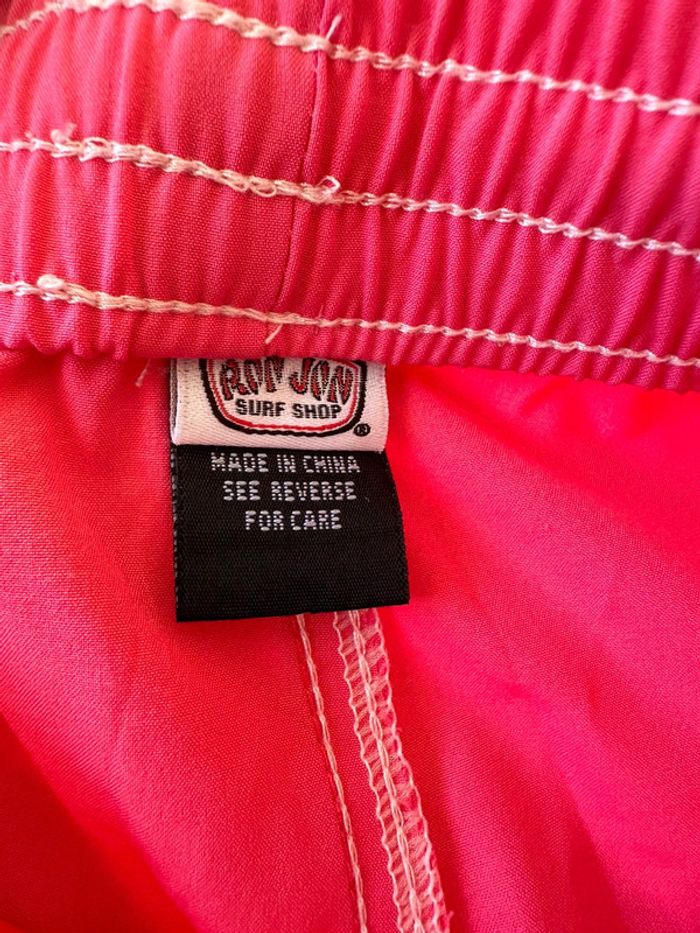 RON JON
SURF SHOP
®
MADE IN CHINA
SEE REVERSE
FOR CARE